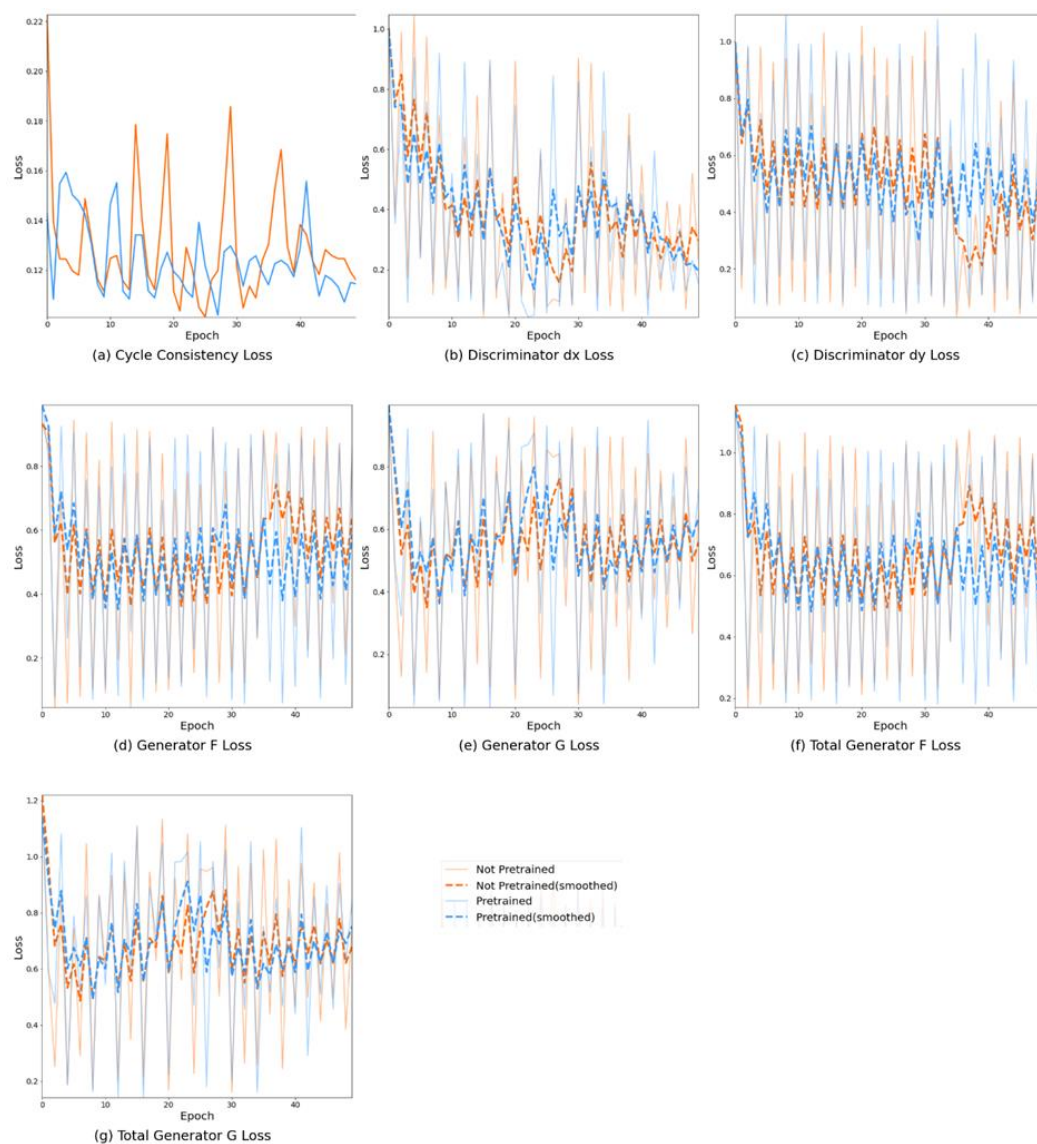 0.22
0.20
0.18
0.16
0.14
0.12
Loss
0 10 20 30 40
Epoch
(a) Cycle Consistency Loss
1.0
0.8
0.6
0.4
0.2
Loss
0 10 20 30 40
Epoch
(b) Discriminator dx Loss
1.0
0.8
0.6
0.4
0.2
Loss
0 10 20 30 40
Epoch
(c) Discriminator dy Loss
0.8
0.6
0.4
0.2
Loss
0 10 20 30 40
Epoch
(d) Generator F Loss
0.8
0.6
0.4
0.2
Loss
0 10 20 30 40
Epoch
(e) Generator G Loss
1.0
0.8
0.6
0.4
0.2
Loss
0 10 20 30 40
Epoch
(f) Total Generator F Loss
1.2
1.0
0.8
0.6
0.4
0.2
Loss
0 10 20 30 40
Epoch
(g) Total Generator G Loss
Not Pretrained
Not Pretrained(smoothed)
Pretrained
Pretrained(smoothed)